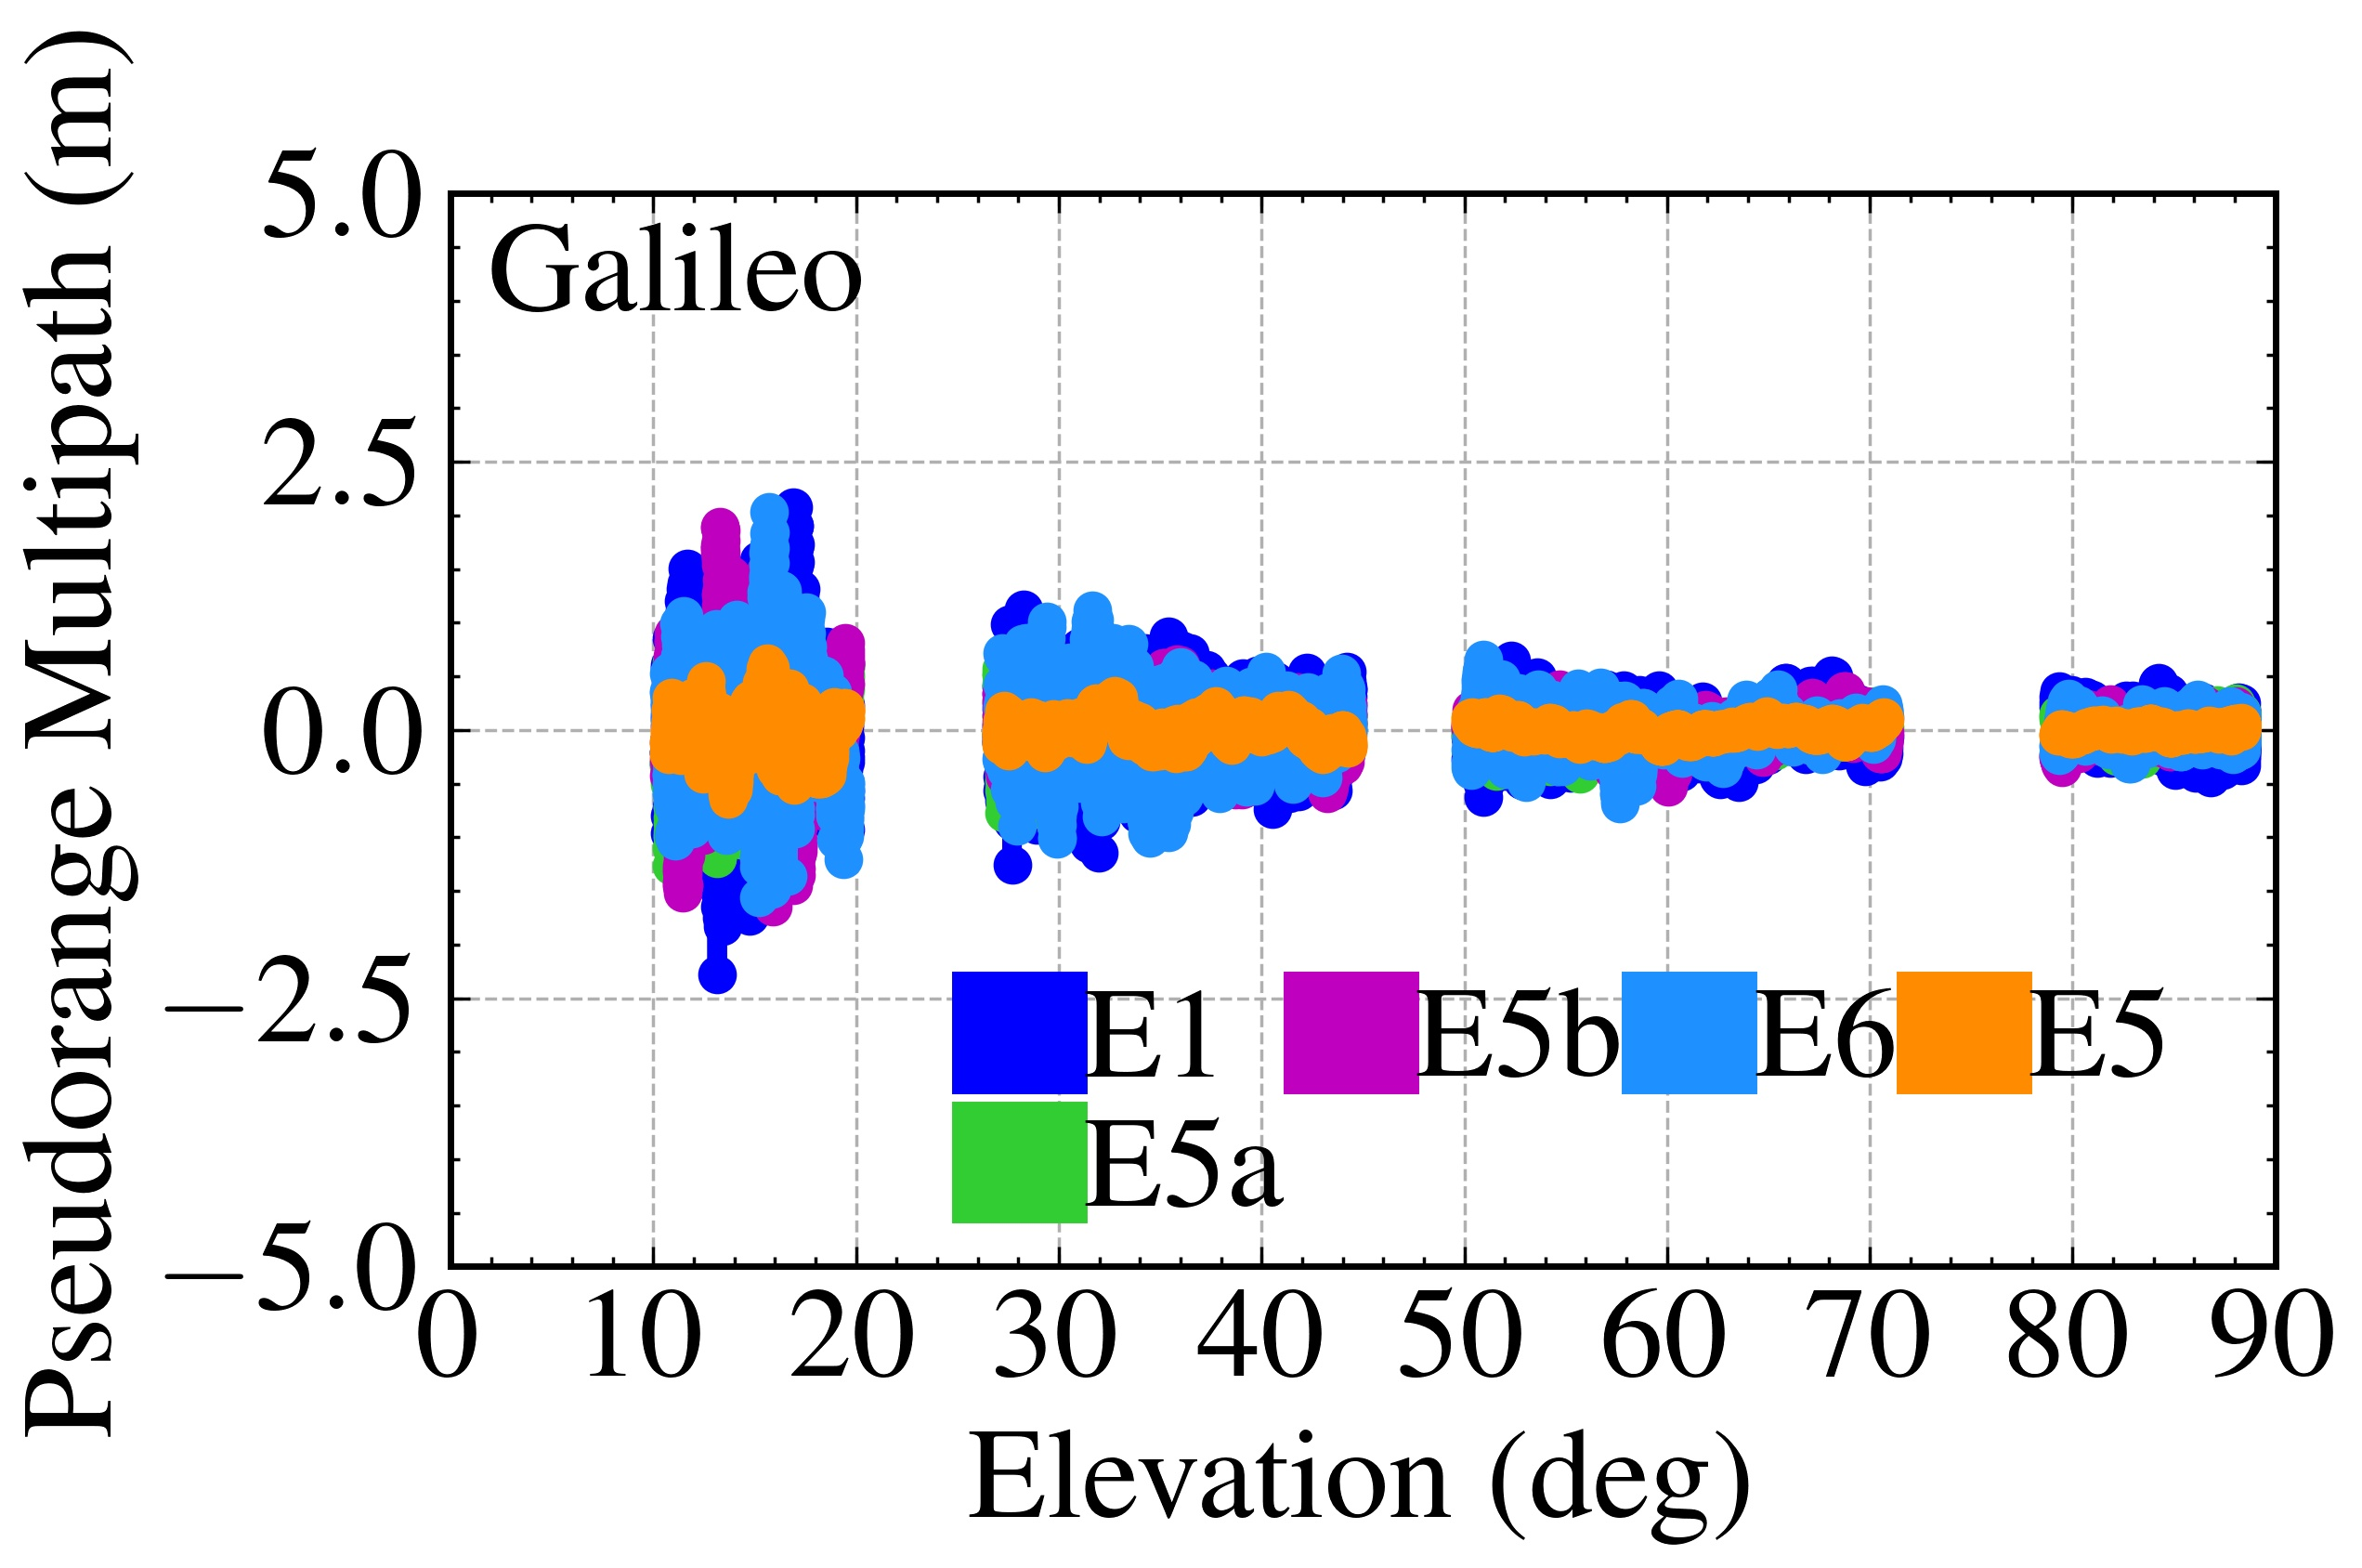 Pseudorange Multipath (m)
5.0
2.5
0.0
−2.5
−5.0
Galileo
E1 E5b E6 E5
E5a
0 10 20 30 40 50 60 70 80 90
Elevation (deg)